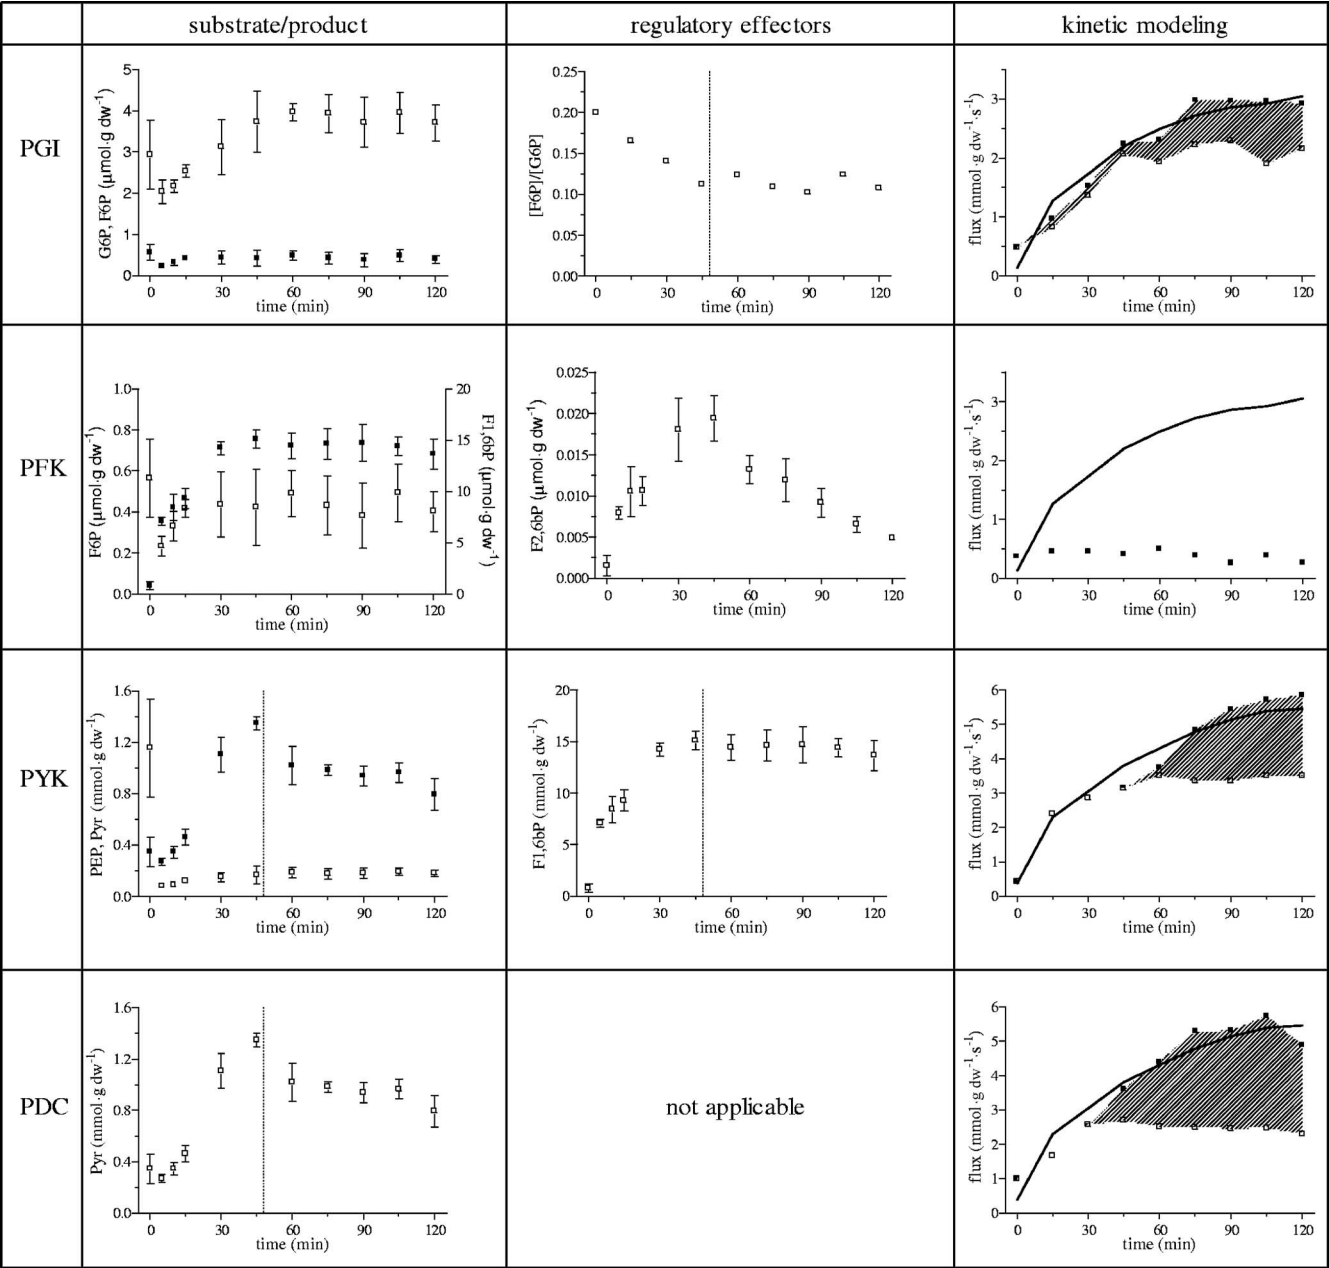 substrate/product
regulatory effectors
kinetic modeling
PGI
G6P, F6P (μmol·g dw⁻¹)
5
4
3
2
1
0
0 30 60 90 120
time (min)
[F6P]/[G6P]
0.25
0.20
0.15
0.10
0.05
0.00
0 30 60 90 120
time (min)
flux (mmol·g dw⁻¹·s⁻¹)
3
2
1
0
0 30 60 90 120
time (min)
PFK
F6P (μmol·g dw⁻¹)
1.0
0.8
0.6
0.4
0.2
0.0
20
15
10
5
0
F1,6bP (μmol·g dw⁻¹)
0 30 60 90 120
time (min)
F2,6bP (μmol·g dw⁻¹)
0.025
0.020
0.015
0.010
0.005
0.000
0 30 60 90 120
time (min)
flux (mmol·g dw⁻¹·s⁻¹)
3
2
1
0
0 30 60 90 120
time (min)
PYK
PEP, Pyr (mmol·g dw⁻¹)
1.6
1.2
0.8
0.4
0.0
0 30 60 90 120
time (min)
F1,6bP (mmol·g dw⁻¹)
20
15
10
5
0
0 30 60 90 120
time (min)
flux (mmol·g dw⁻¹·s⁻¹)
6
5
4
3
2
1
0
0 30 60 90 120
time (min)
PDC
Pyr (mmol·g dw⁻¹)
1.6
1.2
0.8
0.4
0.0
0 30 60 90 120
time (min)
not applicable
flux (mmol·g dw⁻¹·s⁻¹)
6
5
4
3
2
1
0
0 30 60 90 120
time (min)